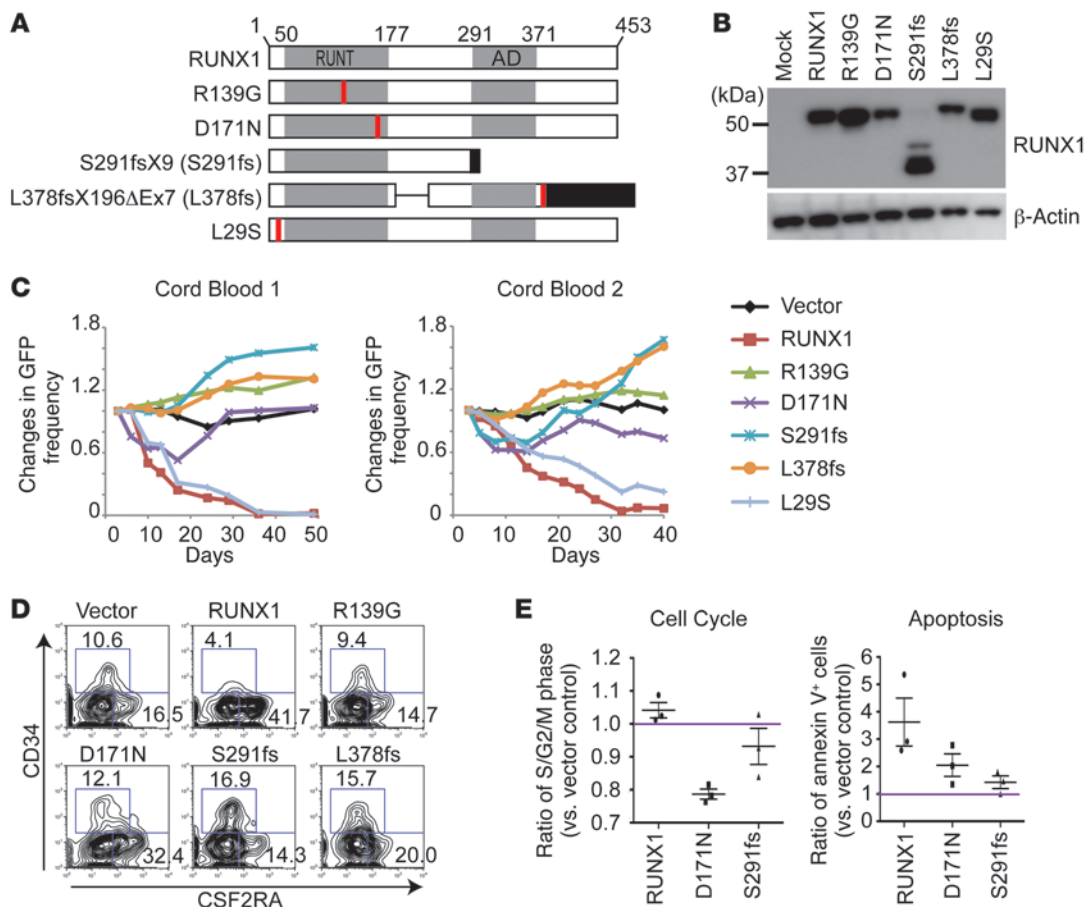 A
1 50 177 291 371 453
RUNX1 RUNT AD
R139G
D171N
S291fsX9 (S291fs)
L378fsX196ΔEx7 (L378fs)
L29S
B
Mock RUNX1 R139G D171N S291fs L378fs L29S
(kDa)
50
37
RUNX1
β-Actin
C
Cord Blood 1
Changes in GFP frequency
1.8
1.2
0.6
0
0 10 20 30 40 50
Days
Cord Blood 2
Changes in GFP frequency
1.8
1.2
0.6
0
0 10 20 30 40
Days
Vector
RUNX1
R139G
D171N
S291fs
L378fs
L29S
D
Vector RUNX1 R139G
10.6 4.1 9.4
16.5 41.7 14.7
D171N S291fs L378fs
12.1 16.9 15.7
32.4 14.3 20.0
CD34
CSF2RA
E
Cell Cycle
Ratio of S/G2/M phase
(vs. vector control)
1.2
1.1
1.0
0.9
0.8
0.7
RUNX1 D171N S291fs
Apoptosis
Ratio of annexin V⁺ cells
(vs. vector control)
6
5
4
3
2
1
0
RUNX1 D171N S291fs